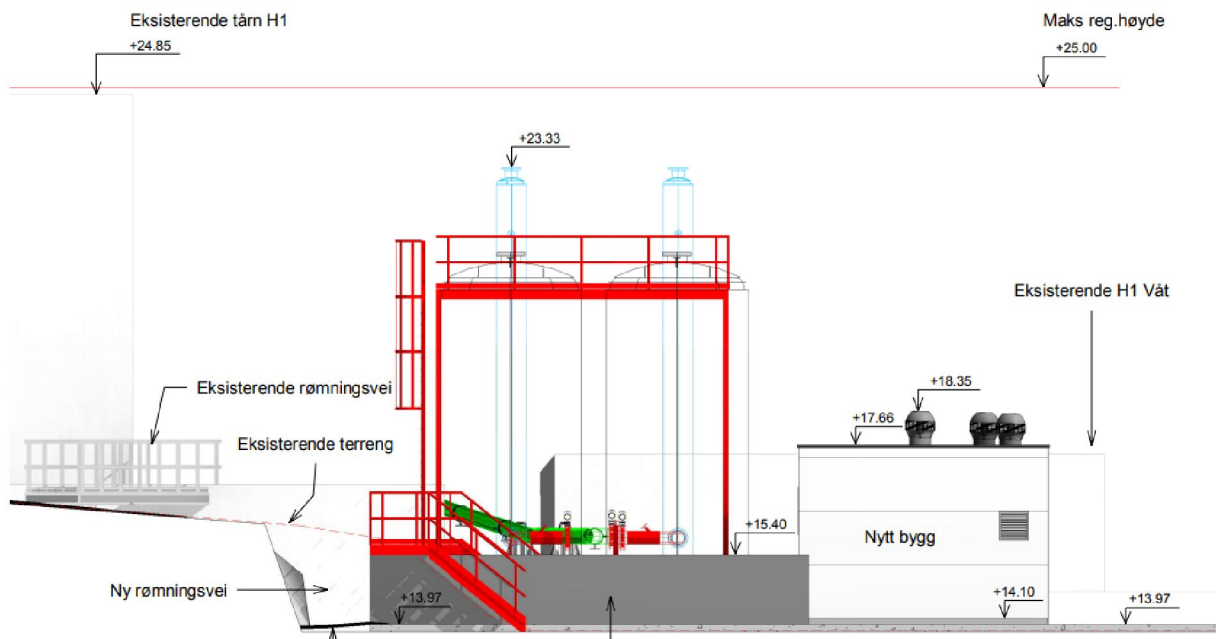 Eksisterende tårn H1
Maks reg.høyde
+24.85
+25.00
+23.33
Eksisterende H1 Våt
Eksisterende rømningsvei
+18.35
+17.66
Eksisterende terreng
+15.40
Nytt bygg
Ny rømningsvei
+13.97
+14.10
+13.97